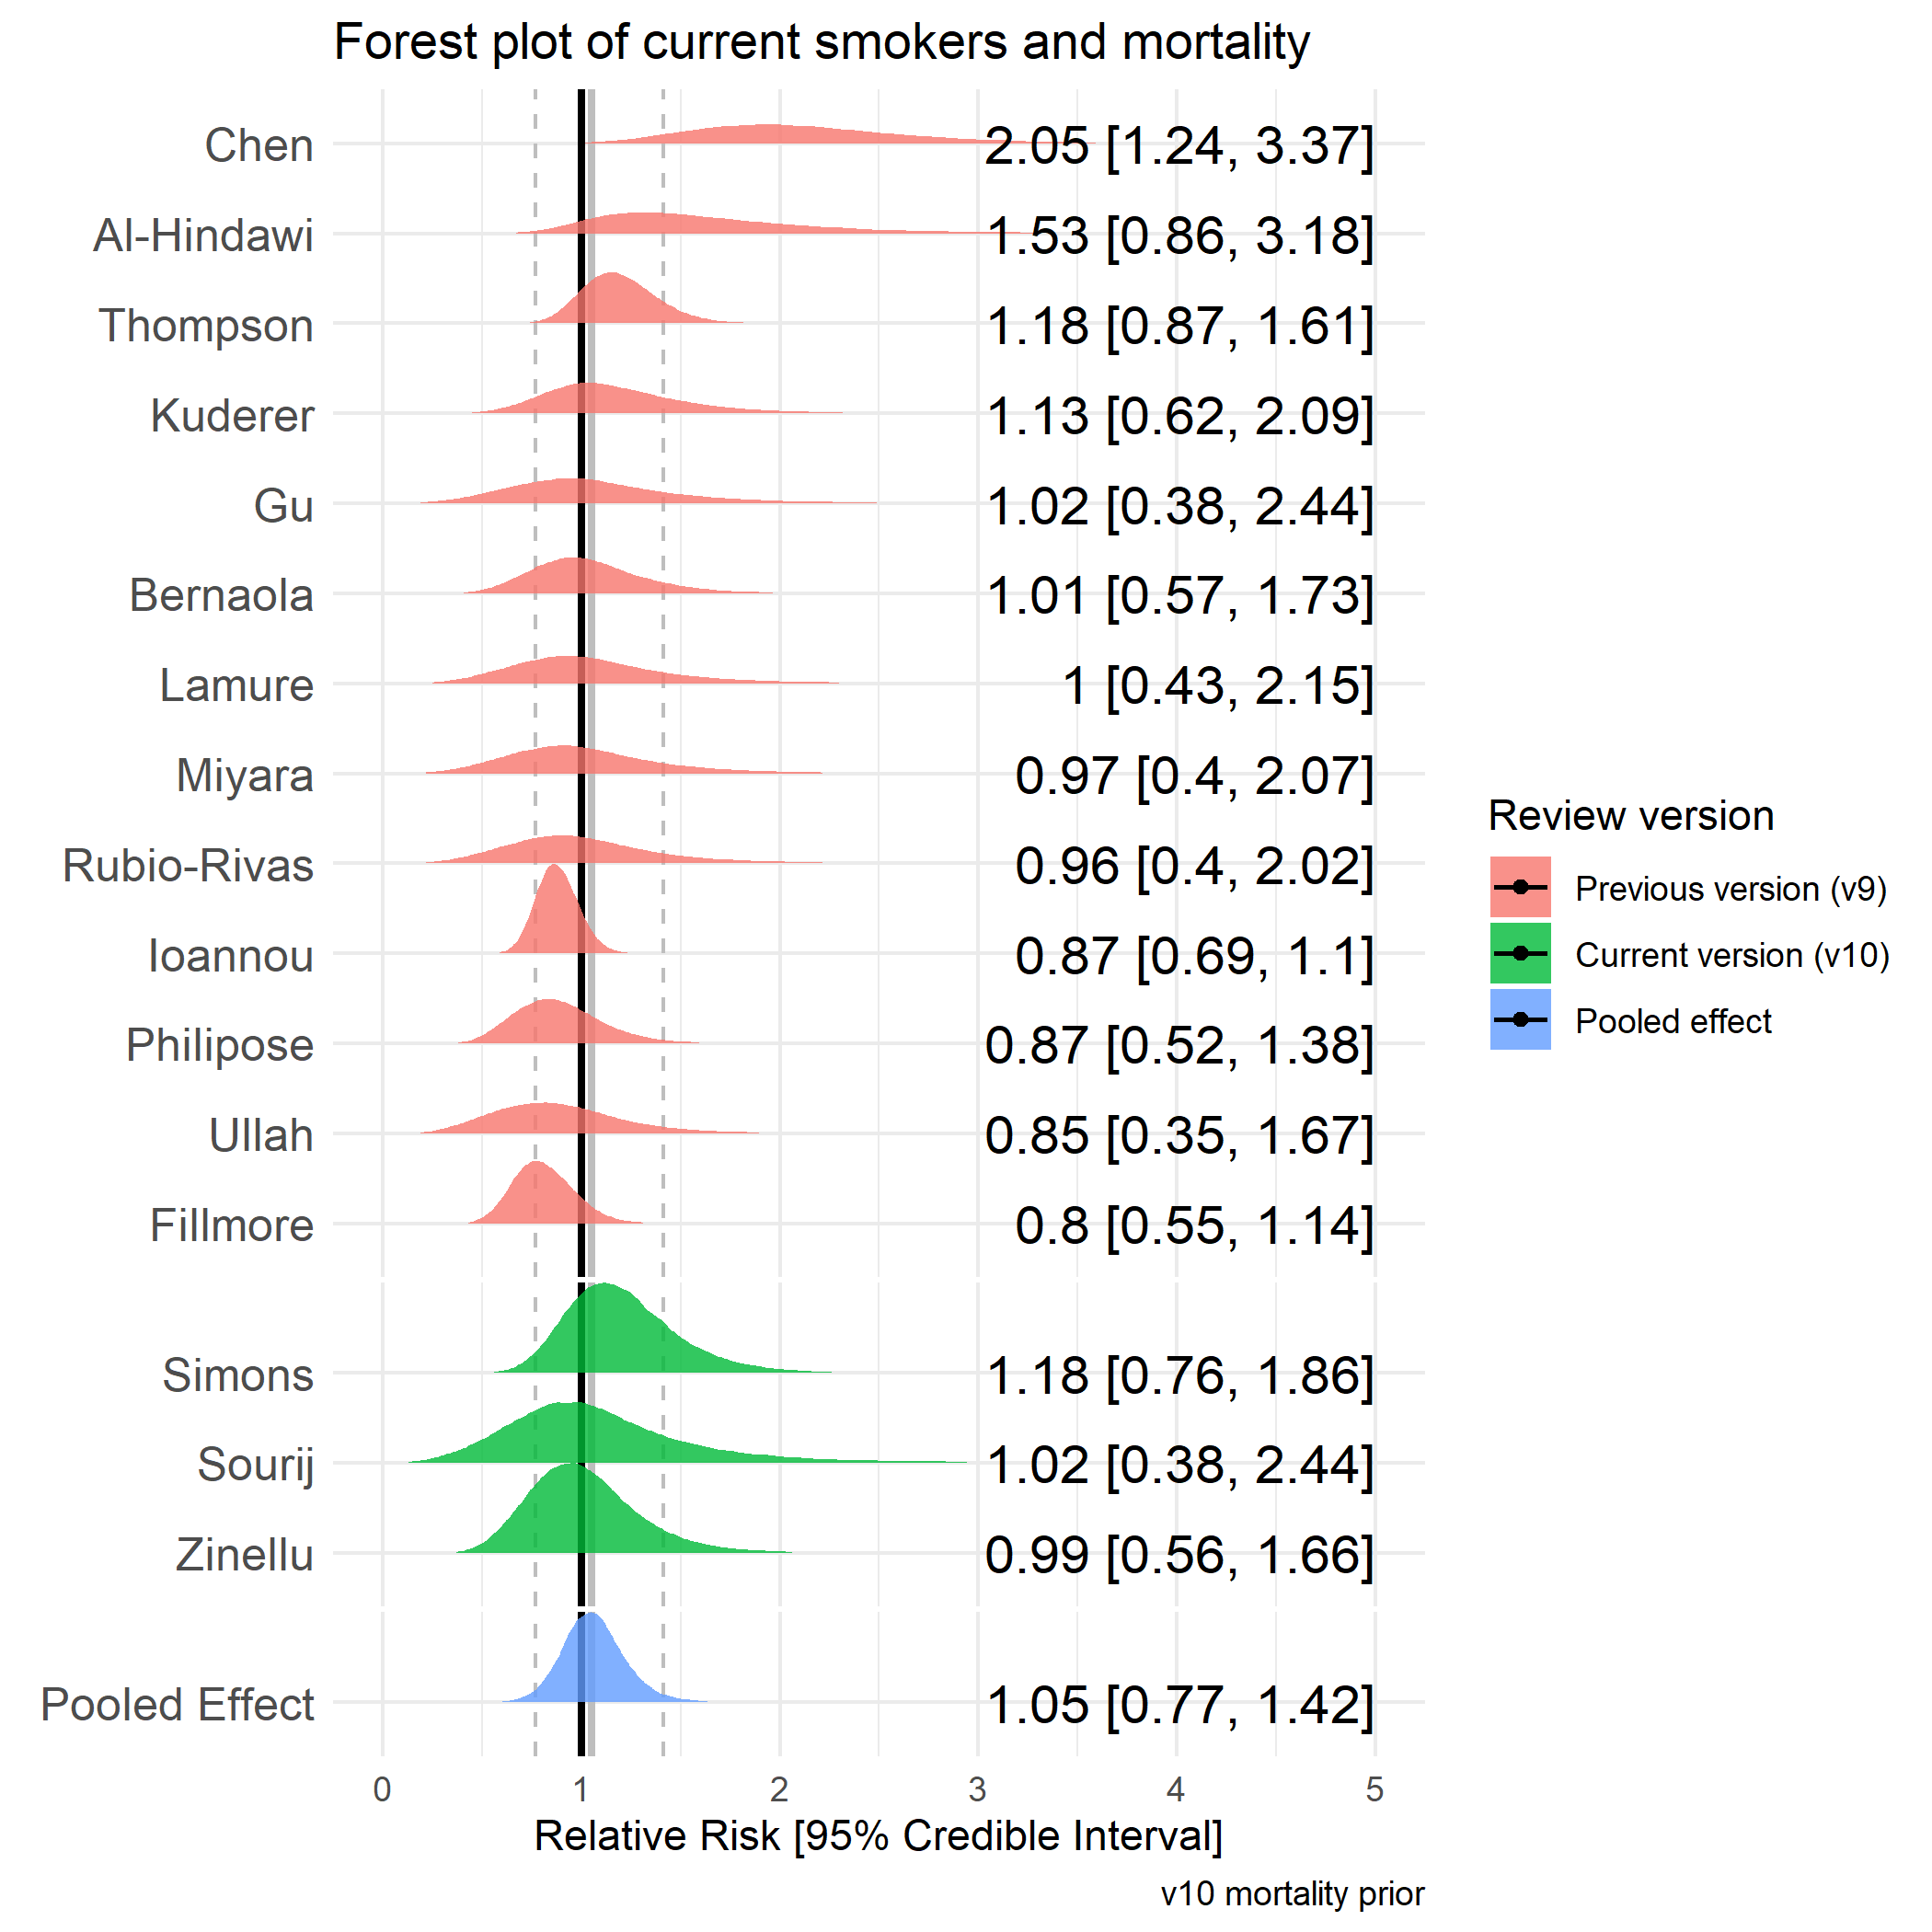 Forest plot of current smokers and mortality
Chen 2.05 [1.24, 3.37]
Al-Hindawi 1.53 [0.86, 3.18]
Thompson 1.18 [0.87, 1.61]
Kuderer 1.13 [0.62, 2.09]
Gu 1.02 [0.38, 2.44]
Bernaola 1.01 [0.57, 1.73]
Lamure 1 [0.43, 2.15]
Miyara 0.97 [0.4, 2.07]
Rubio-Rivas 0.96 [0.4, 2.02]
Ioannou 0.87 [0.69, 1.1]
Philipose 0.87 [0.52, 1.38]
Ullah 0.85 [0.35, 1.67]
Fillmore 0.8 [0.55, 1.14]
Simons 1.18 [0.76, 1.86]
Sourij 1.02 [0.38, 2.44]
Zinellu 0.99 [0.56, 1.66]
Pooled Effect 1.05 [0.77, 1.42]
0 1 2 3 4 5
Relative Risk [95% Credible Interval]
v10 mortality prior
Review version
Previous version (v9)
Current version (v10)
Pooled effect